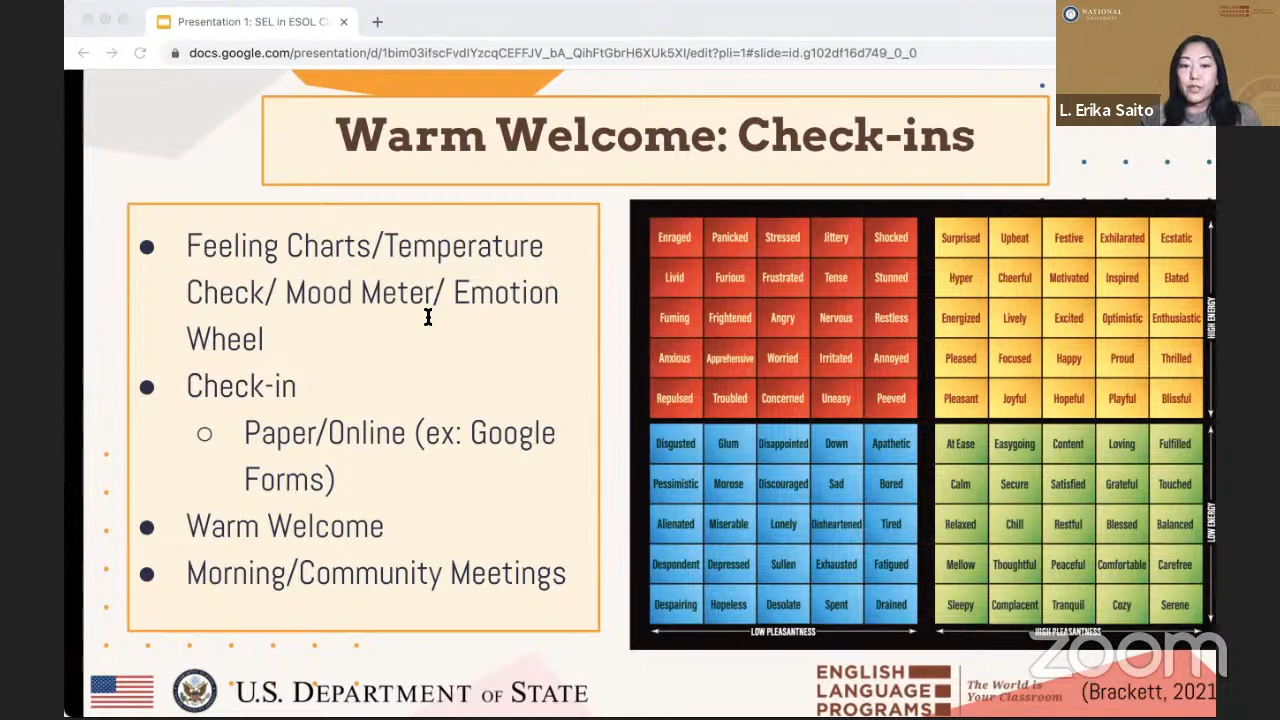 Presentation 1: SEL in ESOL Cl
docs.google.com/presentation/d/1bim03ifscFvdIYzcqCEFFJV_bA_QihFtGbrH6XUk5XI/edit?pli=1#slide=id.g102df16d749_0_0
NATIONAL
UNIVERSITY
L. Erika Saito
Warm Welcome: Check-ins
Feeling Charts/Temperature
Check/ Mood Meter/ Emotion
Wheel
Check-in
Paper/Online (ex: Google
Forms)
Warm Welcome
Morning/Community Meetings
Enraged Panicked Stressed Jittery Shocked Surprised Upbeat Festive Exhilarated Ecstatic
Livid Furious Frustrated Tense Stunned Hyper Cheerful Motivated Inspired Elated
Fuming Frightened Angry Nervous Restless Energized Lively Excited Optimistic Enthusiastic
Anxious Apprehensive Worried Irritated Annoyed Pleased Focused Happy Proud Thrilled
Repulsed Troubled Concerned Uneasy Peeved Pleasant Joyful Hopeful Playful Blissful
HIGH ENERGY
Disgusted Glum Disappointed Down Apathetic At Ease Easygoing Content Loving Fulfilled
Pessimistic Morose Discouraged Sad Bored Calm Secure Satisfied Grateful Touched
Alienated Miserable Lonely Disheartened Tired Relaxed Chill Restful Blessed Balanced
Despondent Depressed Sullen Exhausted Fatigued Mellow Thoughtful Peaceful Comfortable Carefree
Despairing Hopeless Desolate Spent Drained Sleepy Complacent Tranquil Cozy Serene
LOW ENERGY
LOW PLEASANTNESS HIGH PLEASANTNESS
zoom
U.S. DEPARTMENT OF STATE
ENGLISH
LANGUAGE
PROGRAMS
The World is
Your Classroom
(Brackett, 2021